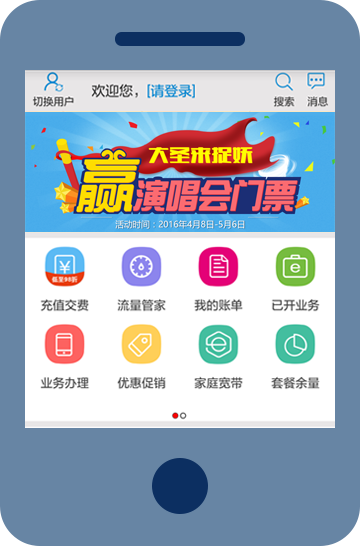 切换用户
欢迎您，[请登录]
搜索
消息
大圣来捉妖
赢演唱会门票
活动时间：2016年4月8日-5月6日
低至98折
充值交费
流量管家
我的账单
已开业务
业务办理
优惠促销
家庭宽带
套餐余量